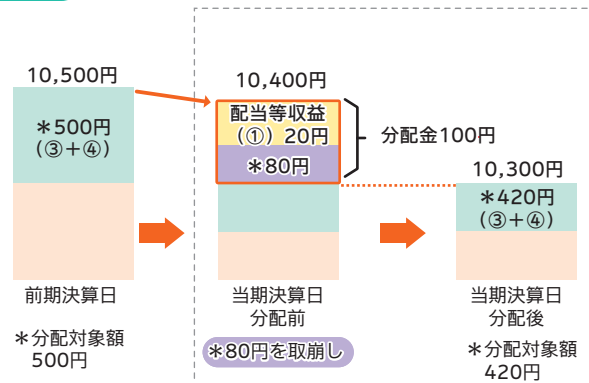 10,500円
*500円
(③+④)
前期決算日
*分配対象額
500円
10,400円
配当等収益
(①) 20円
*80円
分配金100円
当期決算日
分配前
*80円を取崩し
10,300円
*420円
(③+④)
当期決算日
分配後
*分配対象額
420円